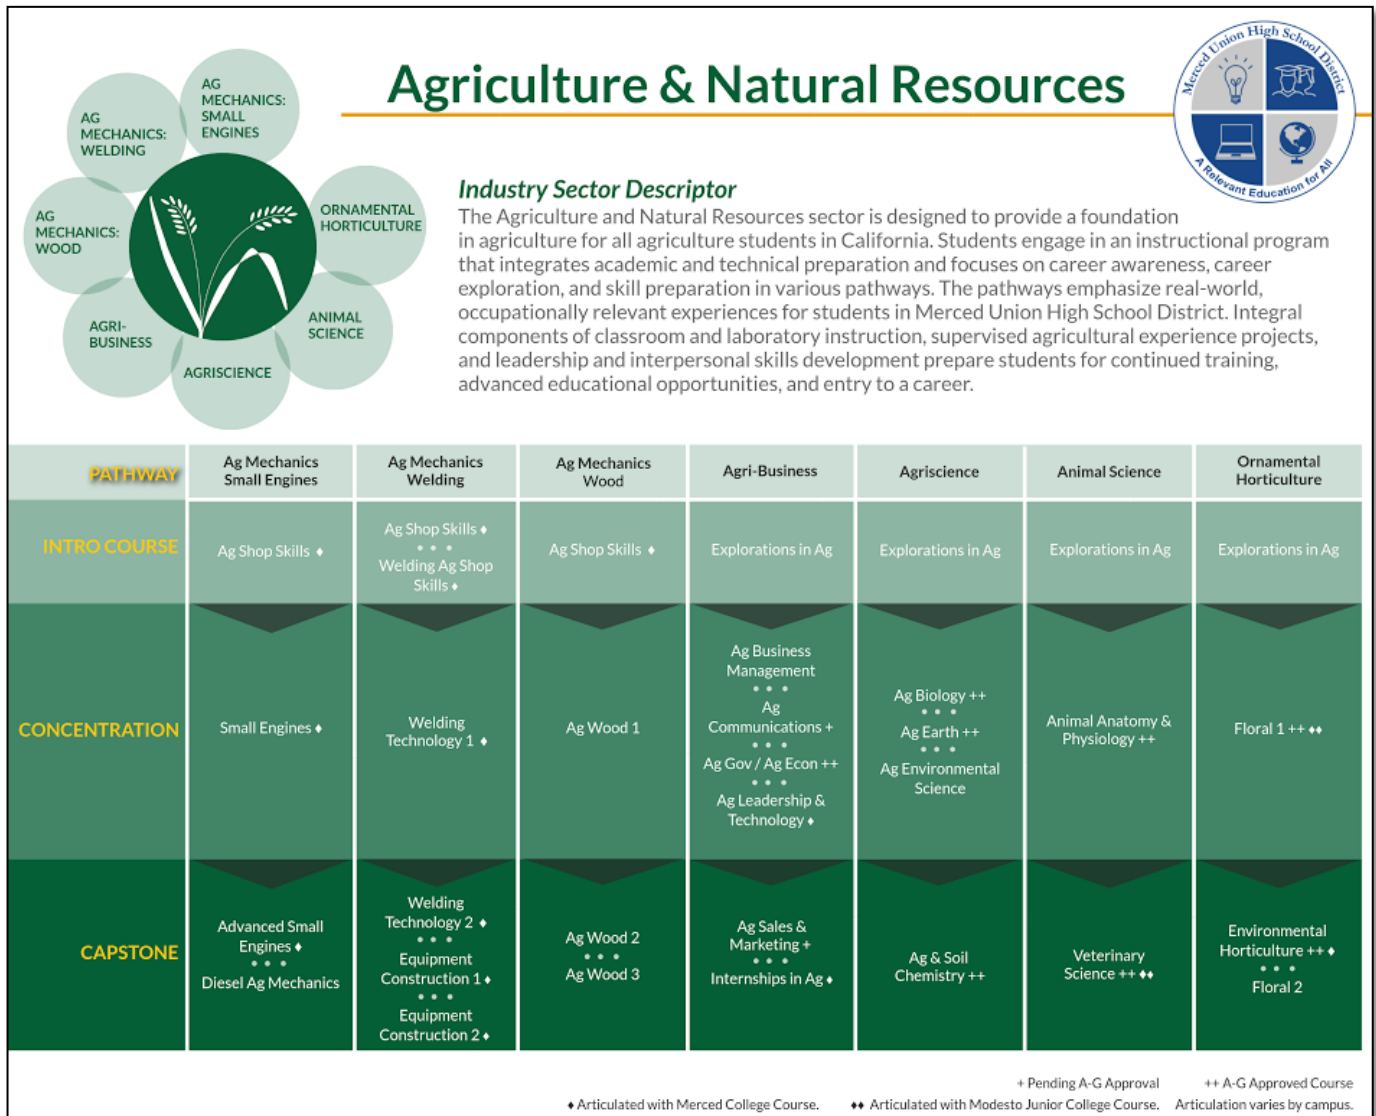 Agriculture & Natural Resources
Merced Union High School District
A Relevant Education for All
AG
MECHANICS:
SMALL
ENGINES
AG
MECHANICS:
WELDING
AG
MECHANICS:
WOOD
AGRI-
BUSINESS
AGRISCIENCE
ANIMAL
SCIENCE
ORNAMENTAL
HORTICULTURE
Industry Sector Descriptor
The Agriculture and Natural Resources sector is designed to provide a foundation
in agriculture for all agriculture students in California. Students engage in an instructional program
that integrates academic and technical preparation and focuses on career awareness, career
exploration, and skill preparation in various pathways. The pathways emphasize real-world,
occupationally relevant experiences for students in Merced Union High School District. Integral
components of classroom and laboratory instruction, supervised agricultural experience projects,
and leadership and interpersonal skills development prepare students for continued training,
advanced educational opportunities, and entry to a career.
PATHWAY
Ag Mechanics
Small Engines
Ag Mechanics
Welding
Ag Mechanics
Wood
Agri-Business
Agriscience
Animal Science
Ornamental
Horticulture
INTRO COURSE
Ag Shop Skills ♦
Ag Shop Skills ♦
• • •
Welding Ag Shop
Skills ♦
Ag Shop Skills ♦
Explorations in Ag
Explorations in Ag
Explorations in Ag
Explorations in Ag
CONCENTRATION
Small Engines ♦
Welding
Technology 1 ♦
Ag Wood 1
Ag Business
Management
• • •
Ag
Communications +
• • •
Ag Gov / Ag Econ ++
• • •
Ag Leadership &
Technology ♦
Ag Biology ++
• • •
Ag Earth ++
• • •
Ag Environmental
Science
Animal Anatomy &
Physiology ++
Floral 1 ++ ♦♦
CAPSTONE
Advanced Small
Engines ♦
• • •
Diesel Ag Mechanics
Welding
Technology 2 ♦
• • •
Equipment
Construction 1 ♦
• • •
Equipment
Construction 2 ♦
Ag Wood 2
• • •
Ag Wood 3
Ag Sales &
Marketing +
• • •
Internships in Ag ♦
Ag & Soil
Chemistry ++
Veterinary
Science ++ ♦♦
Environmental
Horticulture ++ ♦
• • •
Floral 2
+ Pending A-G Approval ++ A-G Approved Course
♦ Articulated with Merced College Course. ♦♦ Articulated with Modesto Junior College Course. Articulation varies by campus.